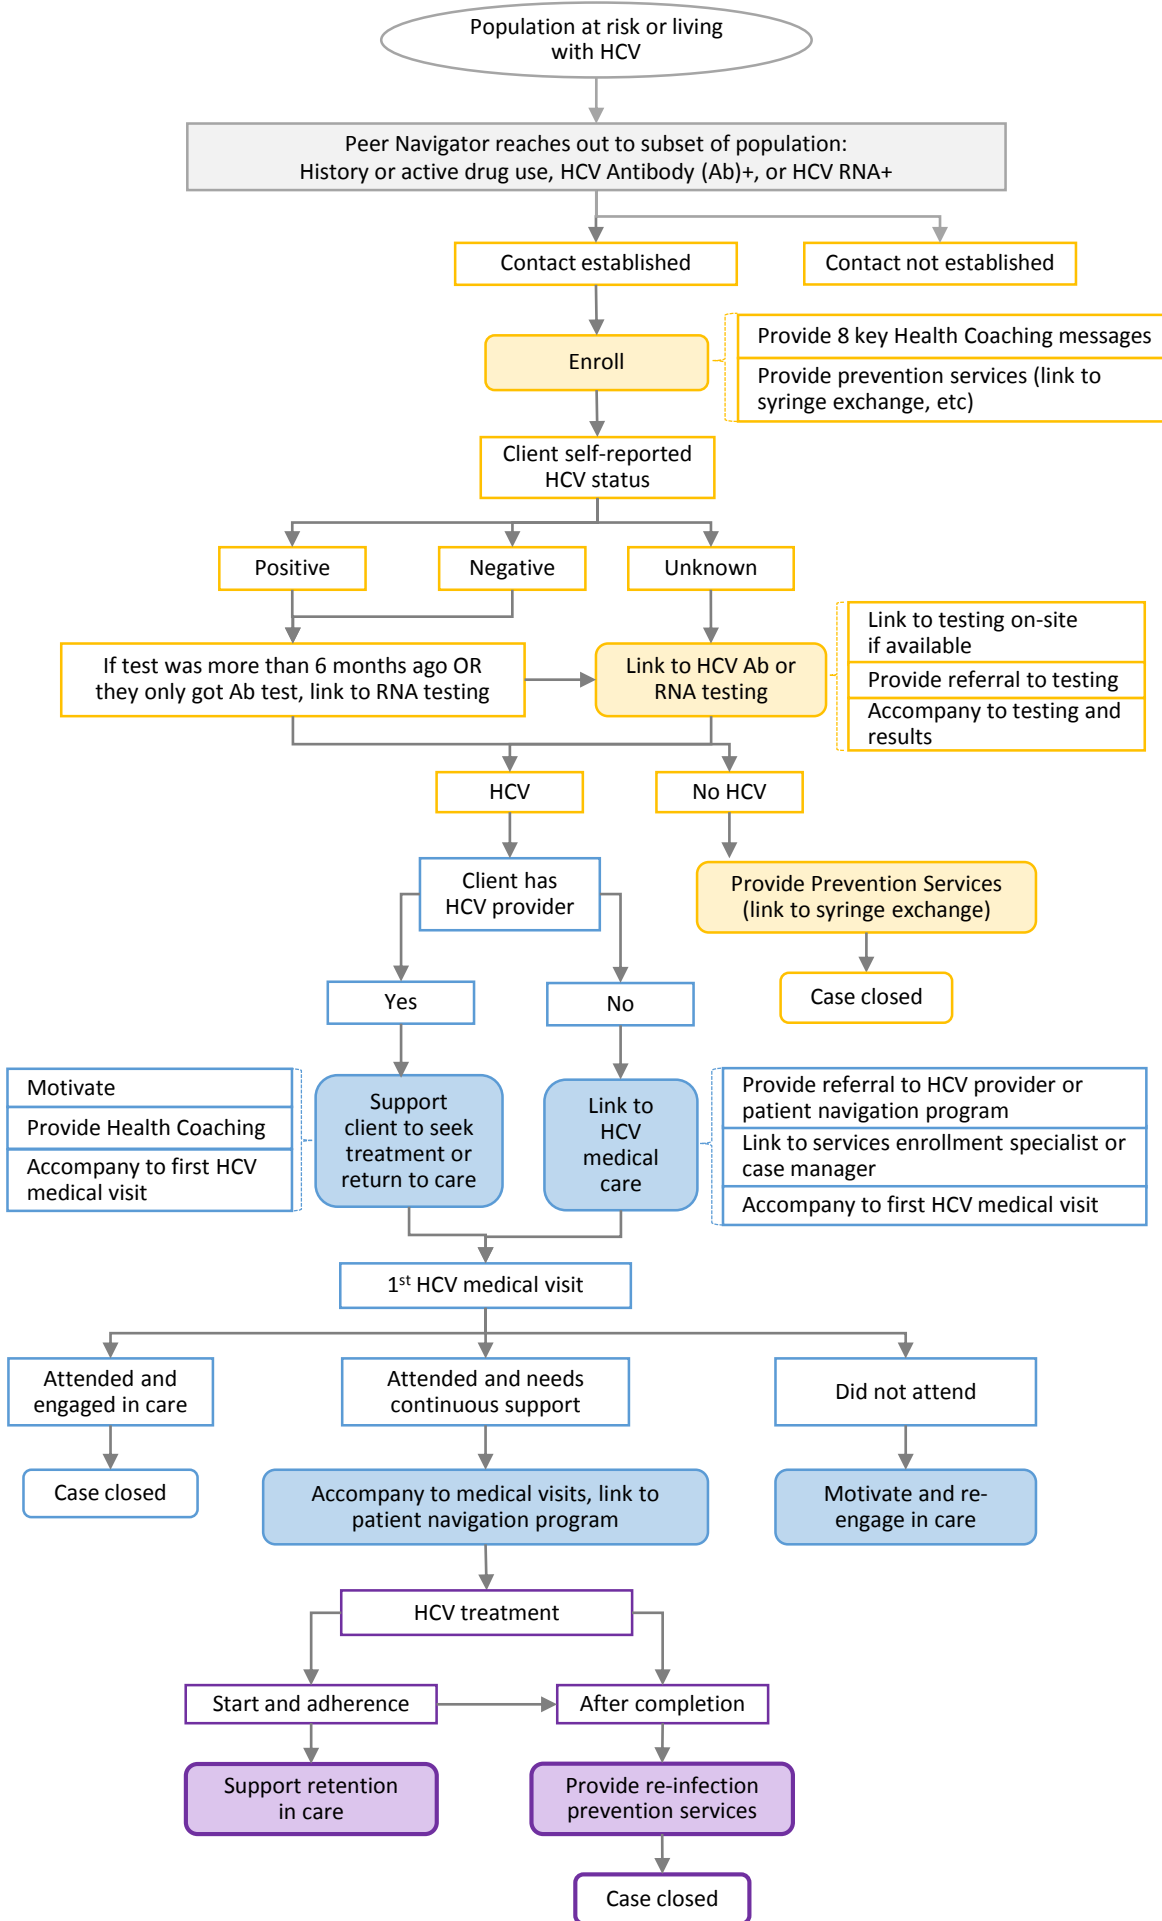 Population at risk or living
with HCV
Peer Navigator reaches out to subset of population:
History or active drug use, HCV Antibody (Ab)+, or HCV RNA+
Contact established
Contact not established
Enroll
Provide 8 key Health Coaching messages
Provide prevention services (link to
syringe exchange, etc)
Client self-reported
HCV status
Positive
Negative
Unknown
If test was more than 6 months ago OR
they only got Ab test, link to RNA testing
Link to HCV Ab or
RNA testing
Link to testing on-site
if available
Provide referral to testing
Accompany to testing and
results
HCV
No HCV
Client has
HCV provider
Provide Prevention Services
(link to syringe exchange)
Case closed
Yes
No
Motivate
Provide Health Coaching
Accompany to first HCV
medical visit
Support
client to seek
treatment or
return to care
Link to
HCV
medical
care
Provide referral to HCV provider or
patient navigation program
Link to services enrollment specialist or
case manager
Accompany to first HCV medical visit
1st HCV medical visit
Attended and
engaged in care
Attended and needs
continuous support
Did not attend
Case closed
Accompany to medical visits, link to
patient navigation program
Motivate and re-
engage in care
HCV treatment
Start and adherence
After completion
Support retention
in care
Provide re-infection
prevention services
Case closed